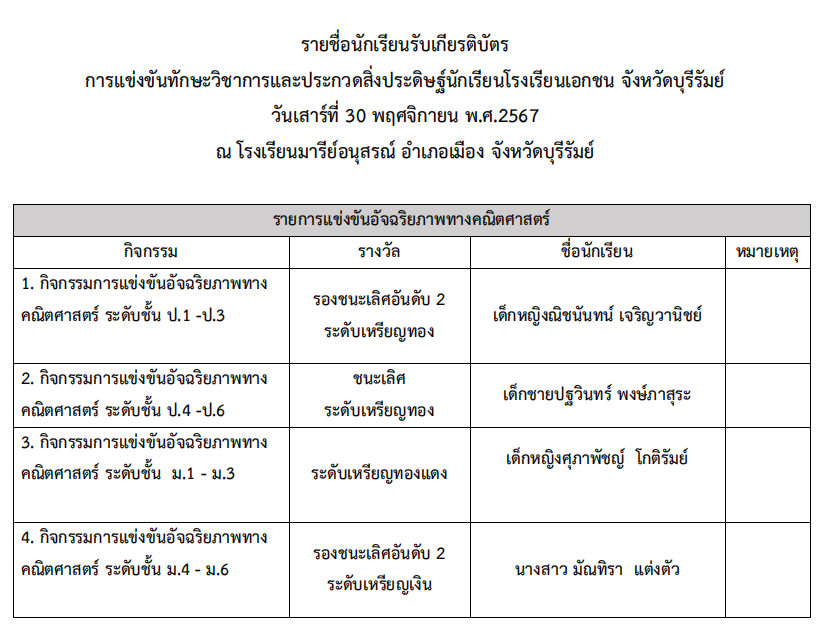 รายชื่อนักเรียนรับเกียรติบัตร
การแข่งขันทักษะวิชาการและประกวดสิ่งประดิษฐ์นักเรียนโรงเรียนเอกชน จังหวัดบุรีรัมย์
วันเสาร์ที่ 30 พฤศจิกายน พ.ศ.2567
ณ โรงเรียนมารีย์อนุสรณ์ อำเภอเมือง จังหวัดบุรีรัมย์
รายการแข่งขันอัจฉริยภาพทางคณิตศาสตร์
กิจกรรม รางวัล ชื่อนักเรียน หมายเหตุ
1. กิจกรรมการแข่งขันอัจฉริยภาพทาง
คณิตศาสตร์ ระดับชั้น ป.1 -ป.3
รองชนะเลิศอันดับ 2
ระดับเหรียญทอง
เด็กหญิงณิชนันทน์ เจริญวานิชย์
2. กิจกรรมการแข่งขันอัจฉริยภาพทาง
คณิตศาสตร์ ระดับชั้น ป.4 -ป.6
ชนะเลิศ
ระดับเหรียญทอง
เด็กชายปฐวินทร์ พงษ์ภาสุระ
3. กิจกรรมการแข่งขันอัจฉริยภาพทาง
คณิตศาสตร์ ระดับชั้น ม.1 - ม.3
ระดับเหรียญทองแดง
เด็กหญิงศุภาพัชญ์ โกติรัมย์
4. กิจกรรมการแข่งขันอัจฉริยภาพทาง
คณิตศาสตร์ ระดับชั้น ม.4 - ม.6
รองชนะเลิศอันดับ 2
ระดับเหรียญเงิน
นางสาว มัณทิรา แต่งตัว